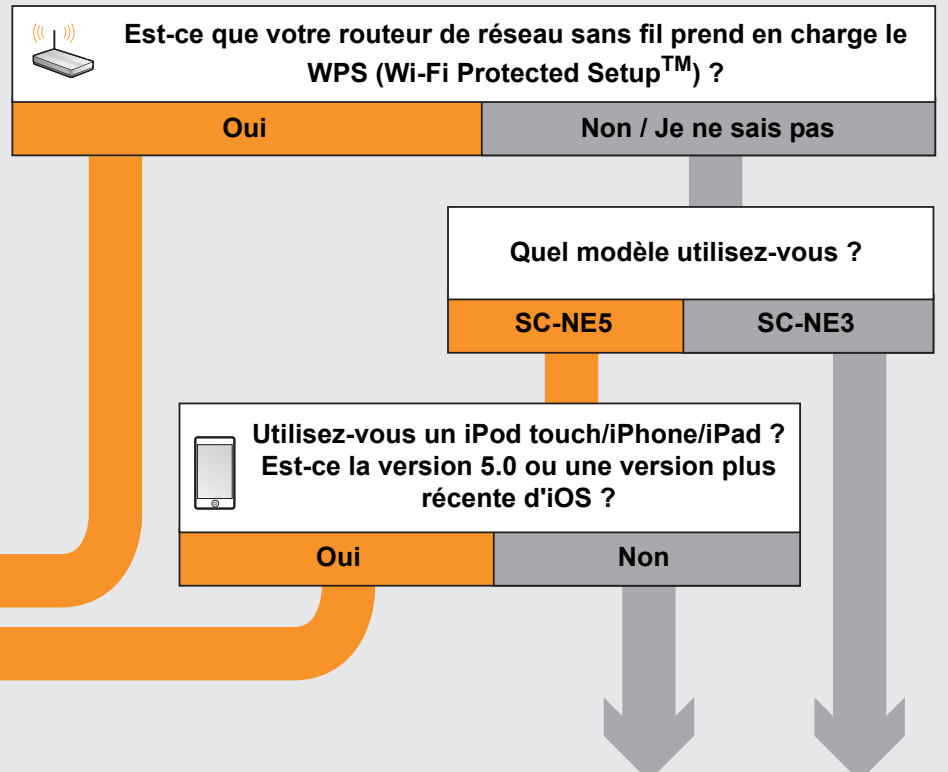 Est-ce que votre routeur de réseau sans fil prend en charge le
WPS (Wi-Fi Protected Setup™) ?
Oui
Non / Je ne sais pas
Quel modèle utilisez-vous ?
SC-NE5
SC-NE3
Utilisez-vous un iPod touch/iPhone/iPad ?
Est-ce la version 5.0 ou une version plus
récente d'iOS ?
Oui
Non